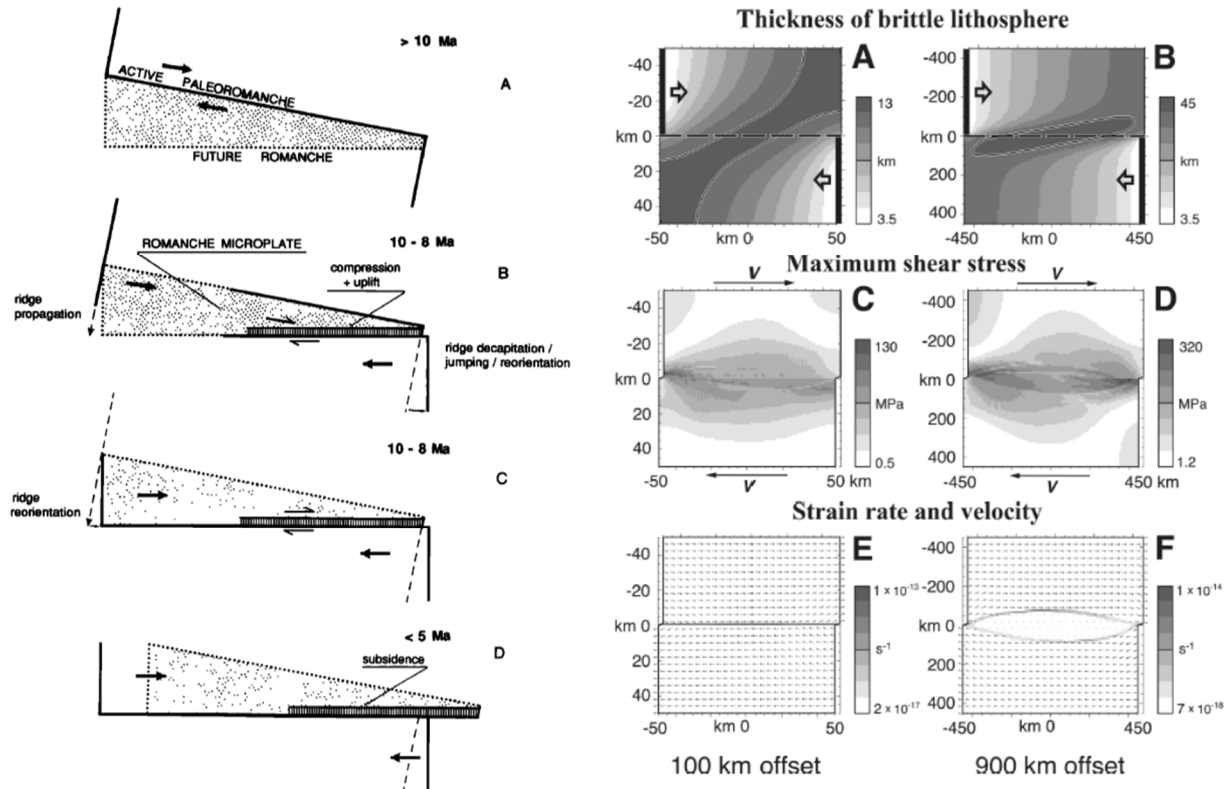 > 10 Ma
ACTIVE PALEOROMANCHE
A
FUTURE ROMANCHE
10 - 8 Ma
ROMANCHE MICROPLATE
compression
+ uplift
B
ridge
propagation
ridge decapitation /
jumping / reorientation
10 - 8 Ma
C
ridge
reorientation
< 5 Ma
D
subsidence
Thickness of brittle lithosphere
A
B
-40
-20
km 0
20
40
-50
km 0
50
13
km
3.5
-400
-200
km 0
200
400
-450
km 0
450
45
km
3.5
Maximum shear stress
V
C
V
D
-40
-20
km 0
20
40
-50
V
50 km
130
MPa
0.5
-400
-200
km 0
200
400
-450
V
450 km
320
MPa
1.2
Strain rate and velocity
E
F
-40
-20
km 0
20
40
-50
km 0
50
1 × 10⁻¹³
s⁻¹
2 × 10⁻¹⁷
-400
-200
km 0
200
400
-450
km 0
450
1 × 10⁻¹⁴
s⁻¹
7 × 10⁻¹⁸
100 km offset
900 km offset